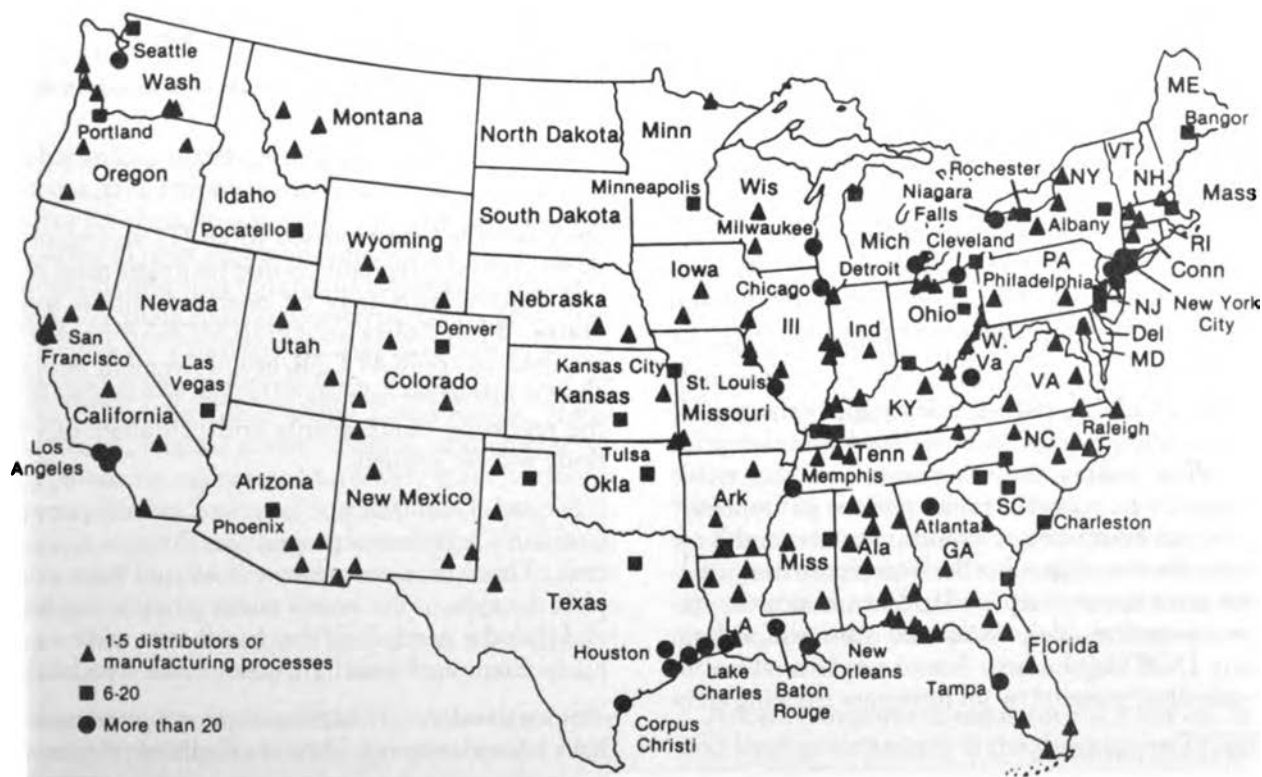 Seattle
Wash
Portland
Oregon
Montana
Idaho
Pocatello
North Dakota
South Dakota
Minn
Minneapolis
Wis
Milwaukee
Mich
Detroit
Niagara
Falls
Rochester
Cleveland
NY
Albany
VT
NH
ME
Bangor
Mass
RI
Conn
New York
City
NJ
Del
MD
PA
Philadelphia
Wyoming
Nebraska
Iowa
Chicago
Ill
Ind
Ohio
W.
Va
VA
KY
Nevada
Utah
Denver
Colorado
Kansas City
Kansas
St. Louis
Missouri
San
Francisco
Las
Vegas
California
Los
Angeles
Arizona
Phoenix
New Mexico
Tulsa
Okla
Ark
Tenn
Memphis
NC
Raleigh
SC
Charleston
Atlanta
GA
Ala
Miss
Texas
LA
Houston
Lake
Charles
Corpus
Christi
Baton
Rouge
New
Orleans
Florida
Tampa
1-5 distributors or
manufacturing processes
6-20
More than 20